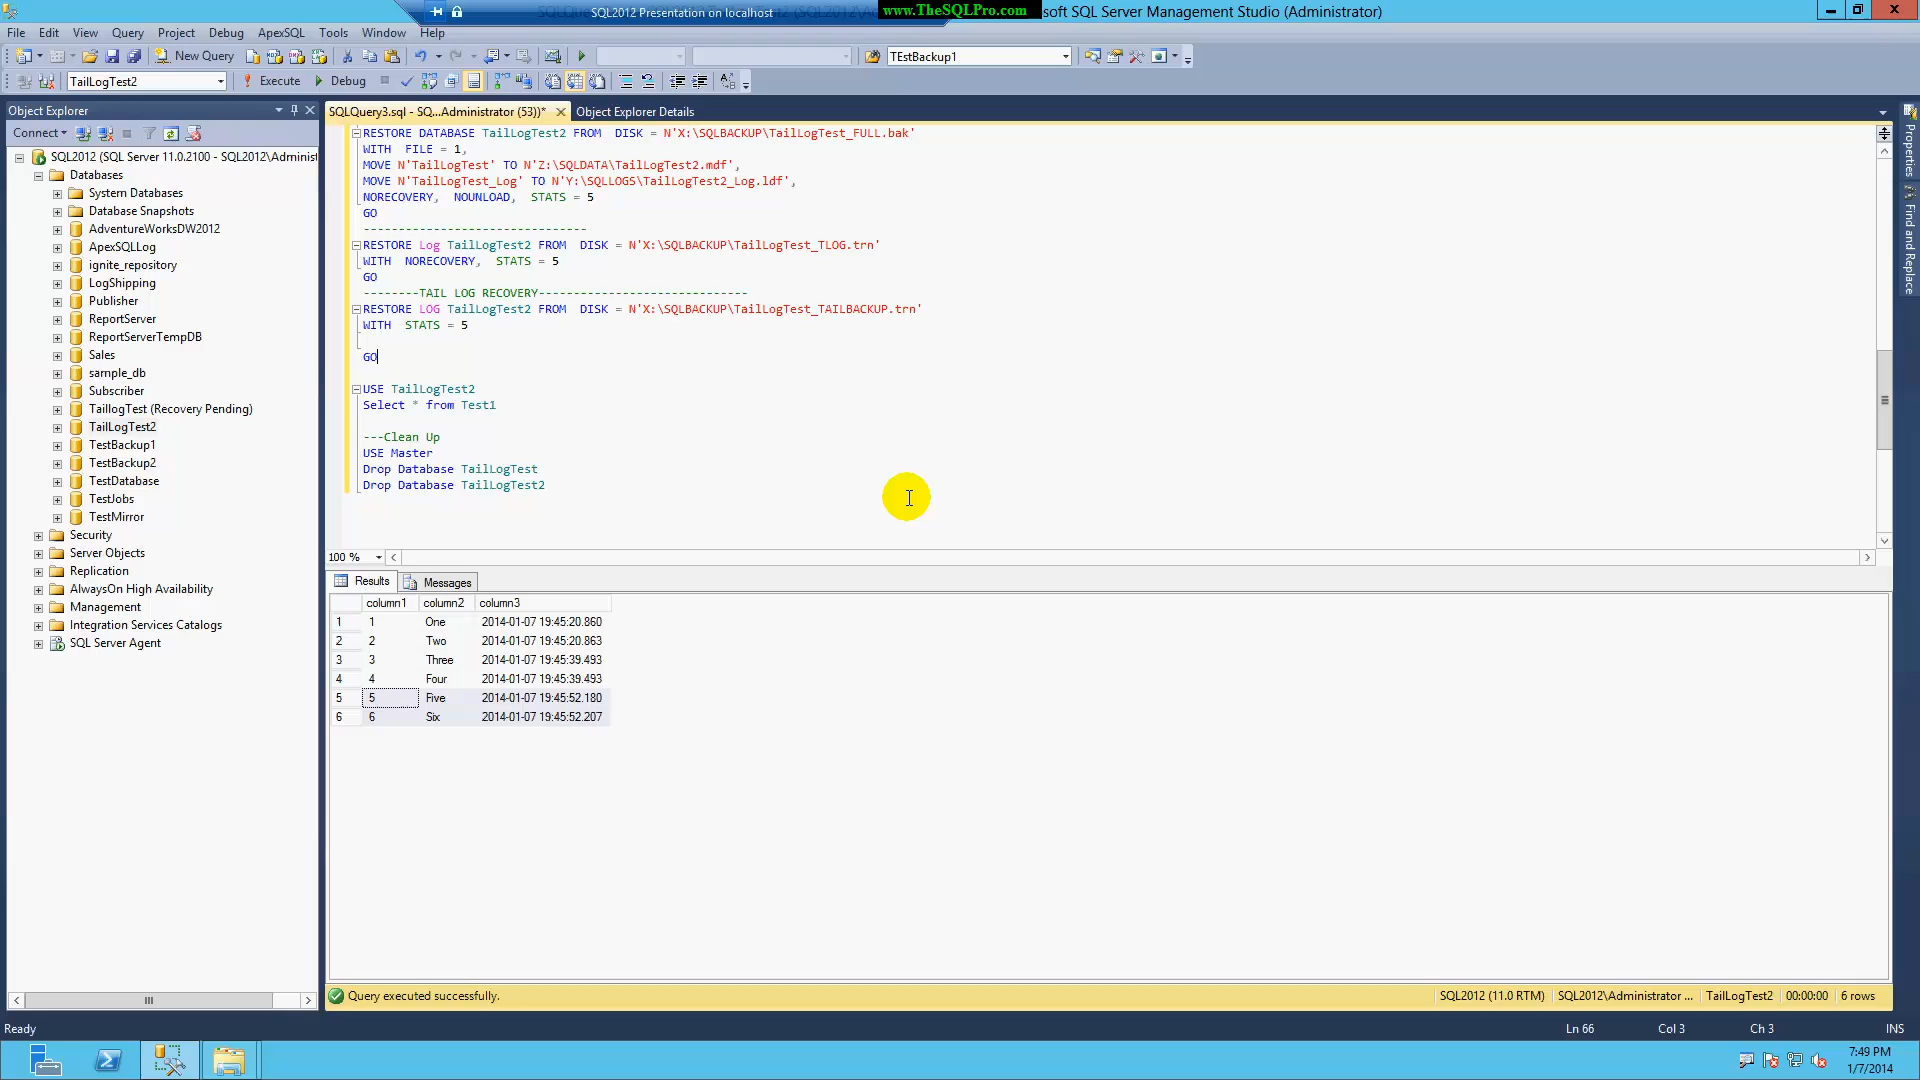 SQL2012 Presentation on localhost
www.TheSQLPro.com
soft SQL Server Management Studio (Administrator)
File Edit View Query Project Debug ApexSQL Tools Window Help
New Query
TEstBackup1
TailLogTest2
Execute
Debug
Object Explorer
SQLQuery3.sql - SQ...Administrator (53))*
Object Explorer Details
Connect
SQL2012 (SQL Server 11.0.2100 - SQL2012\Administ
Databases
System Databases
Database Snapshots
AdventureWorksDW2012
ApexSQLLog
ignite_repository
LogShipping
Publisher
ReportServer
ReportServerTempDB
Sales
sample_db
Subscriber
TaillogTest (Recovery Pending)
TailLogTest2
TestBackup1
TestBackup2
TestDatabase
TestJobs
TestMirror
Security
Server Objects
Replication
AlwaysOn High Availability
Management
Integration Services Catalogs
SQL Server Agent
RESTORE DATABASE TailLogTest2 FROM DISK = N'X:\SQLBACKUP\TailLogTest_FULL.bak'
WITH FILE = 1,
MOVE N'TailLogTest' TO N'Z:\SQLDATA\TailLogTest2.mdf',
MOVE N'TailLogTest_Log' TO N'Y:\SQLLOGS\TailLogTest2_Log.ldf',
NORECOVERY, NOUNLOAD, STATS = 5
GO
--------------------------------
RESTORE Log TailLogTest2 FROM DISK = N'X:\SQLBACKUP\TailLogTest_TLOG.trn'
WITH NORECOVERY, STATS = 5
GO
--------TAIL LOG RECOVERY------------------------------
RESTORE LOG TailLogTest2 FROM DISK = N'X:\SQLBACKUP\TailLogTest_TAILBACKUP.trn'
WITH STATS = 5
GO
USE TailLogTest2
Select * from Test1
---Clean Up
USE Master
Drop Database TailLogTest
Drop Database TailLogTest2
100 %
Results
Messages
column1 column2 column3
1 1 One 2014-01-07 19:45:20.860
2 2 Two 2014-01-07 19:45:20.863
3 3 Three 2014-01-07 19:45:39.493
4 4 Four 2014-01-07 19:45:39.493
5 5 Five 2014-01-07 19:45:52.180
6 6 Six 2014-01-07 19:45:52.207
Query executed successfully.
SQL2012 (11.0 RTM)
SQL2012\Administrator ...
TailLogTest2
00:00:00
6 rows
Properties
Find and Replace
Ready
Ln 66
Col 3
Ch 3
INS
7:49 PM
1/7/2014